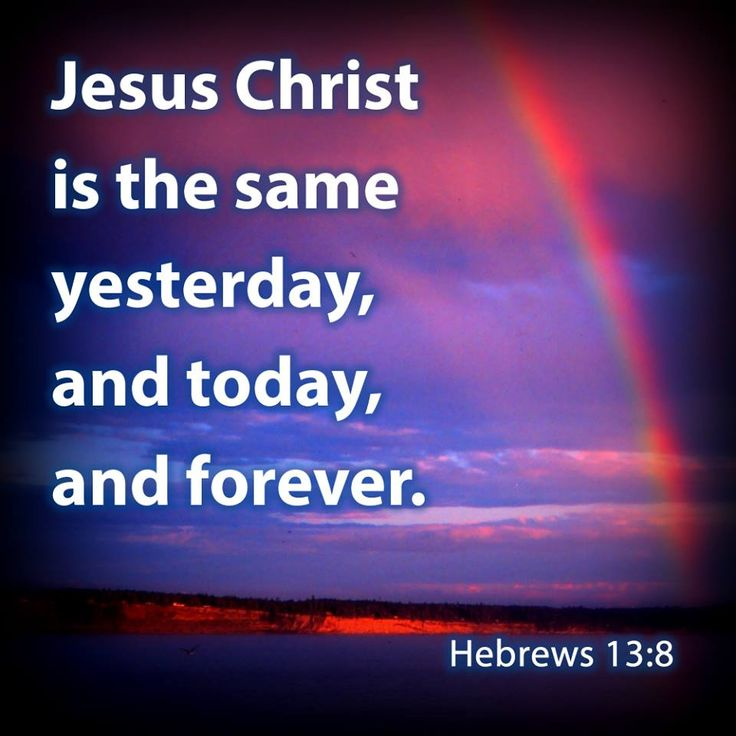 Jesus Christ
is the same
yesterday,
and today,
and forever.
Hebrews 13:8